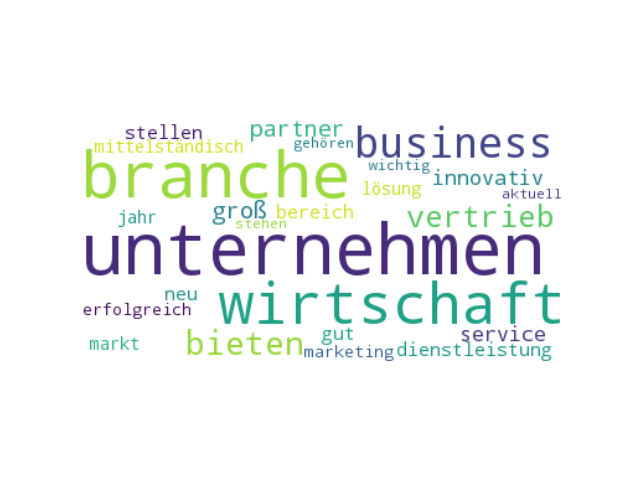 stellen partner business
mittelständisch gehören
branche wichtig innovativ
lösung aktuell
jahr groß bereich vertrieb
stehen
unternehmen
neu wirtschaft
erfolgreich
markt bieten gut service
marketing dienstleistung